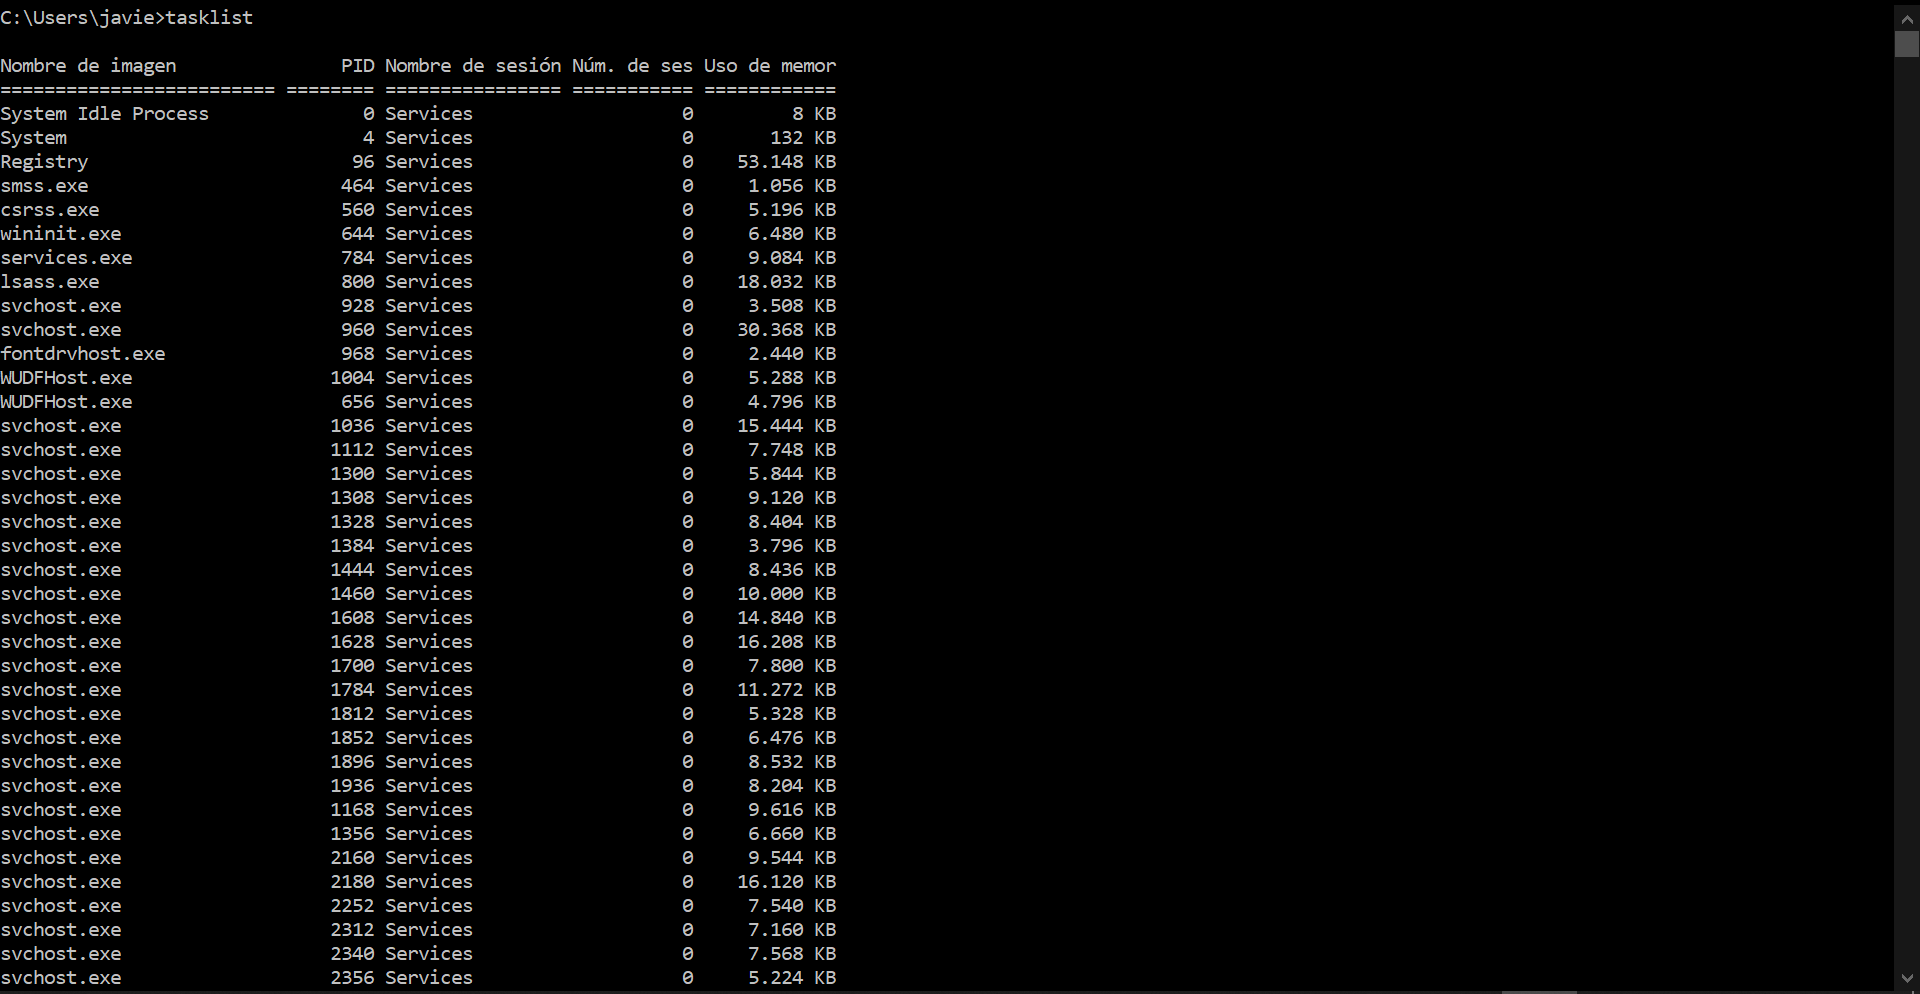 C:\Users\javie>tasklist

Nombre de imagen               PID Nombre de sesión Núm. de ses Uso de memor
========================= ======== ================ =========== ============
System Idle Process              0 Services                   0         8 KB
System                           4 Services                   0       132 KB
Registry                        96 Services                   0    53.148 KB
smss.exe                       464 Services                   0     1.056 KB
csrss.exe                      560 Services                   0     5.196 KB
wininit.exe                    644 Services                   0     6.480 KB
services.exe                   784 Services                   0     9.084 KB
lsass.exe                      800 Services                   0    18.032 KB
svchost.exe                    928 Services                   0     3.508 KB
svchost.exe                    960 Services                   0    30.368 KB
fontdrvhost.exe                968 Services                   0     2.440 KB
WUDFHost.exe                  1004 Services                   0     5.288 KB
WUDFHost.exe                   656 Services                   0     4.796 KB
svchost.exe                   1036 Services                   0    15.444 KB
svchost.exe                   1112 Services                   0     7.748 KB
svchost.exe                   1300 Services                   0     5.844 KB
svchost.exe                   1308 Services                   0     9.120 KB
svchost.exe                   1328 Services                   0     8.404 KB
svchost.exe                   1384 Services                   0     3.796 KB
svchost.exe                   1444 Services                   0     8.436 KB
svchost.exe                   1460 Services                   0    10.000 KB
svchost.exe                   1608 Services                   0    14.840 KB
svchost.exe                   1628 Services                   0    16.208 KB
svchost.exe                   1700 Services                   0     7.800 KB
svchost.exe                   1784 Services                   0    11.272 KB
svchost.exe                   1812 Services                   0     5.328 KB
svchost.exe                   1852 Services                   0     6.476 KB
svchost.exe                   1896 Services                   0     8.532 KB
svchost.exe                   1936 Services                   0     8.204 KB
svchost.exe                   1168 Services                   0     9.616 KB
svchost.exe                   1356 Services                   0     6.660 KB
svchost.exe                   2160 Services                   0     9.544 KB
svchost.exe                   2180 Services                   0    16.120 KB
svchost.exe                   2252 Services                   0     7.540 KB
svchost.exe                   2312 Services                   0     7.160 KB
svchost.exe                   2340 Services                   0     7.568 KB
svchost.exe                   2356 Services                   0     5.224 KB